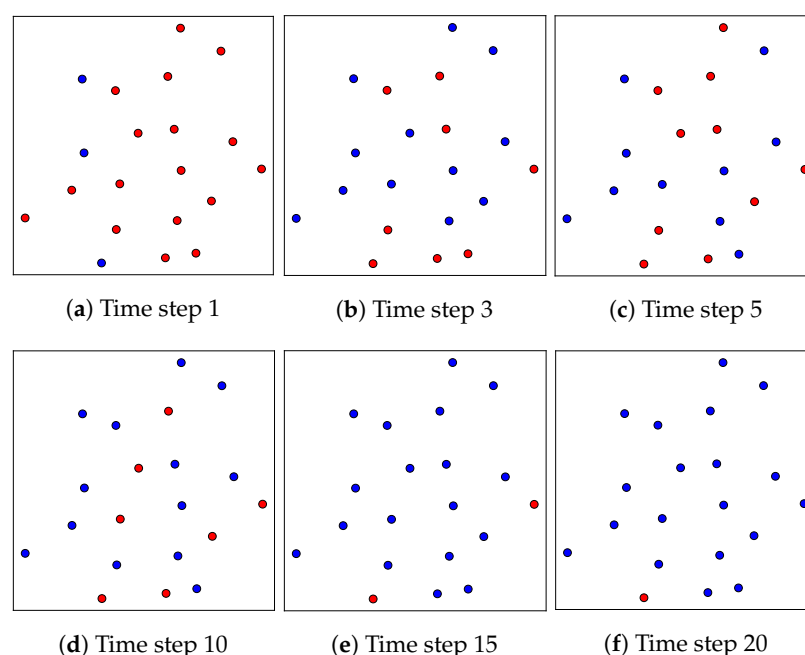 (a) Time step 1
(b) Time step 3
(c) Time step 5
(d) Time step 10
(e) Time step 15
(f) Time step 20